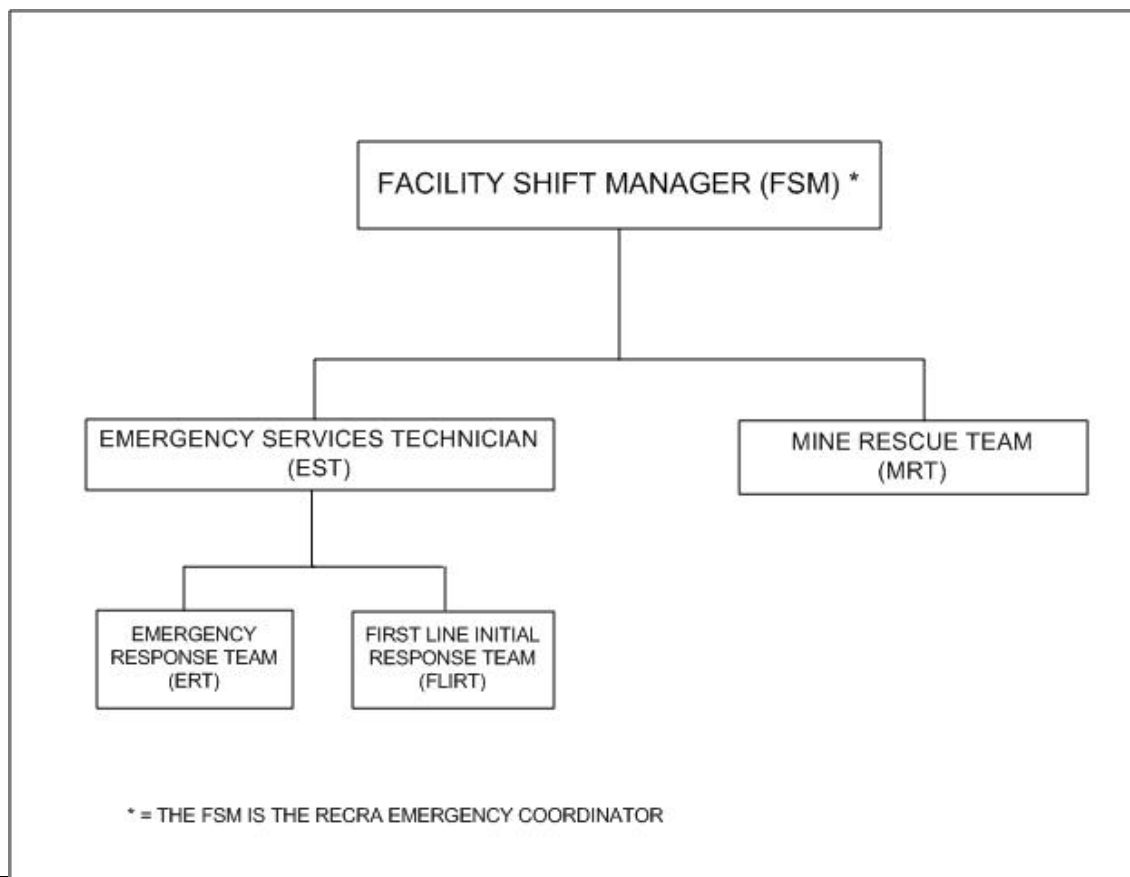 FACILITY SHIFT MANAGER (FSM) *
EMERGENCY SERVICES TECHNICIAN
(EST)
MINE RESCUE TEAM
(MRT)
EMERGENCY
RESPONSE TEAM
(ERT)
FIRST LINE INITIAL
RESPONSE TEAM
(FLIRT)
* = THE FSM IS THE RECRA EMERGENCY COORDINATOR